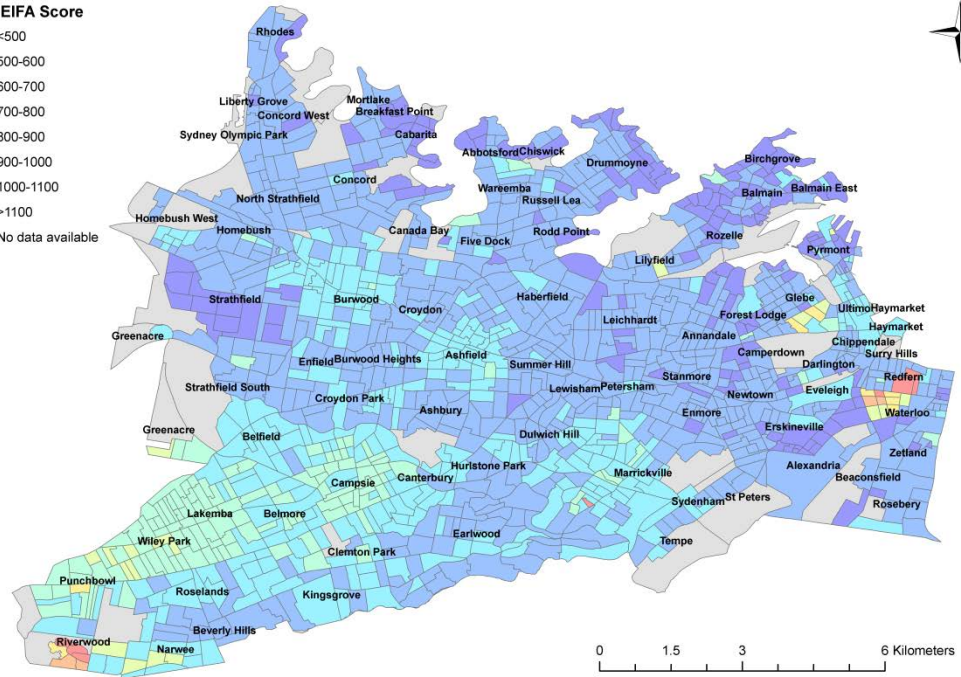 EIFA Score
<500
500-600
600-700
700-800
800-900
900-1000
1000-1100
>1100
No data available
Rhodes
Liberty Grove
Concord West
Mortlake
Breakfast Point
Sydney Olympic Park
Cabarita
Abbotsford
Chiswick
Drummoyne
Birchgrove
Concord
Wareemba
Balmain
Balmain East
North Strathfield
Russell Lea
Homebush West
Homebush
Canada Bay
Five Dock
Rodd Point
Rozelle
Pyrmont
Lilyfield
Strathfield
Burwood
Croydon
Haberfield
Glebe
Ultimo
Haymarket
Leichhardt
Forest Lodge
Annandale
Haymarket
Greenacre
Chippendale
Camperdown
Surry Hills
Enfield
Burwood Heights
Ashfield
Summer Hill
Darlington
Stanmore
Redfern
Strathfield South
Lewisham
Petersham
Newtown
Eveleigh
Croydon Park
Ashbury
Enmore
Waterloo
Erskineville
Greenacre
Belfield
Dulwich Hill
Zetland
Hurlstone Park
Alexandria
Canterbury
Marrickville
Beaconsfield
Campsie
Sydenham
St Peters
Rosebery
Lakemba
Belmore
Earlwood
Wiley Park
Tempe
Clemton Park
Punchbowl
Roselands
Kingsgrove
Beverly Hills
Riverwood
Narwee
0 1.5 3 6 Kilometers